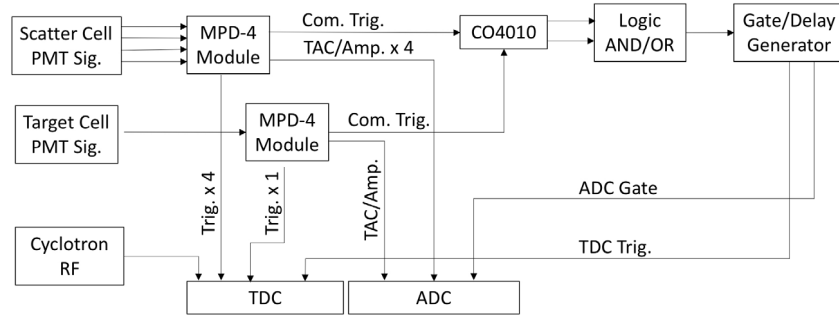 Scatter Cell
PMT Sig.
MPD-4
Module
Com. Trig.
TAC/Amp. x 4
CO4010
Logic
AND/OR
Gate/Delay
Generator
Target Cell
PMT Sig.
MPD-4
Module
Com. Trig.
Trig. x 4
Trig. x 1
TAC/Amp.
ADC Gate
Cyclotron
RF
TDC Trig.
TDC
ADC